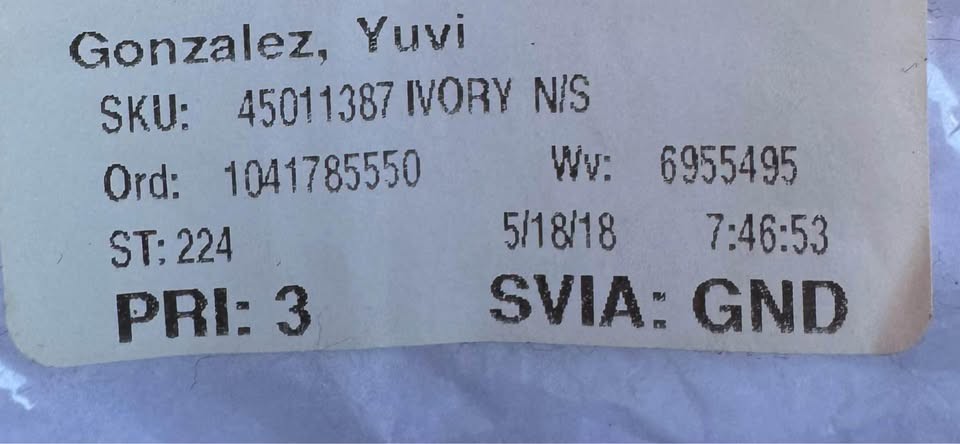 Gonzalez, Yuvi
SKU: 45011387 IVORY N/S
Ord: 1041785550 Wv: 6955495
ST: 224 5/18/18 7:46:53
PRI: 3 SVIA: GND